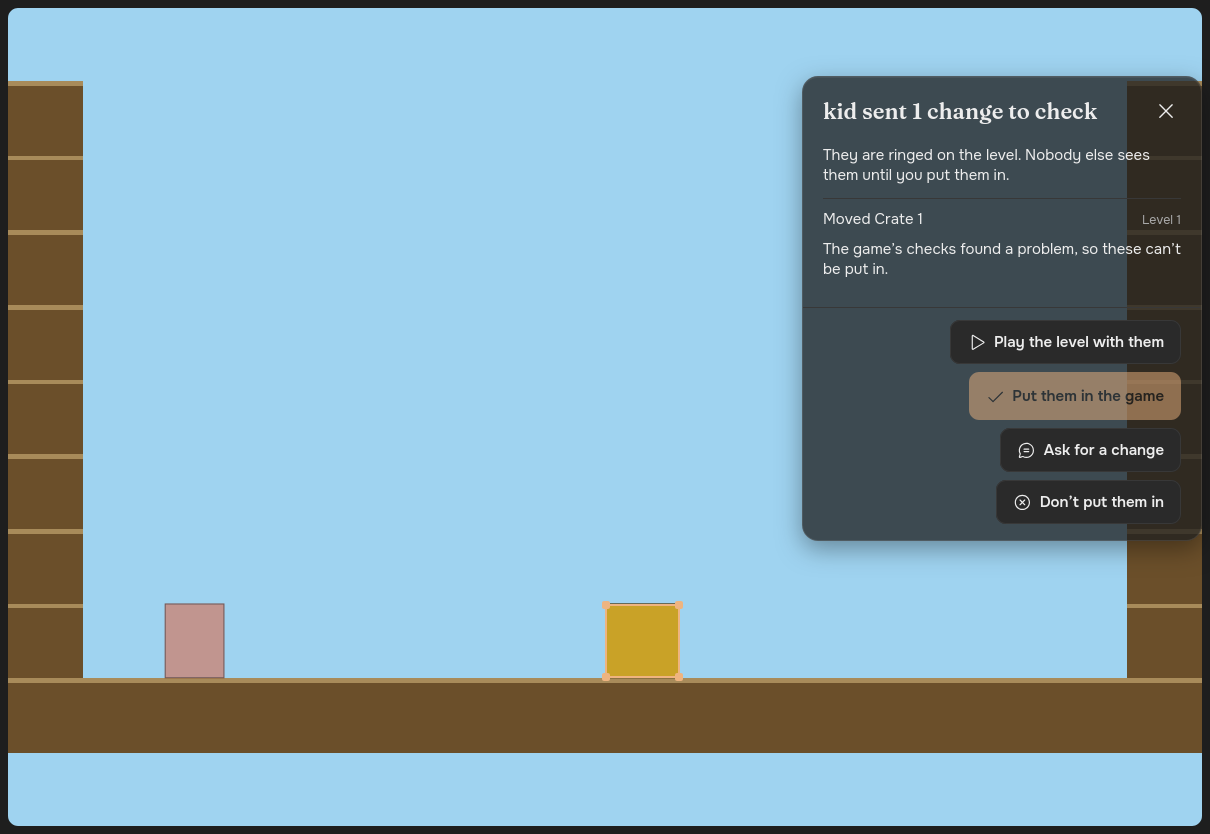 kid sent 1 change to check
They are ringed on the level. Nobody else sees
them until you put them in.
Moved Crate 1
Level 1
The game’s checks found a problem, so these can’t
be put in.
Play the level with them
Put them in the game
Ask for a change
Don’t put them in